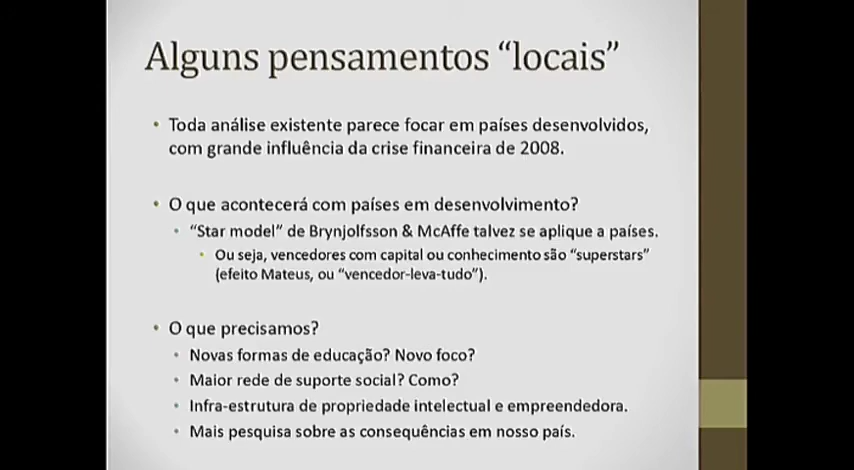 Alguns pensamentos “locais”
• Toda análise existente parece focar em países desenvolvidos,
com grande influência da crise financeira de 2008.
• O que acontecerá com países em desenvolvimento?
• “Star model” de Brynjolfsson & McAffe talvez se aplique a países.
• Ou seja, vencedores com capital ou conhecimento são “superstars”
(efeito Mateus, ou “vencedor-leva-tudo”).
• O que precisamos?
• Novas formas de educação? Novo foco?
• Maior rede de suporte social? Como?
• Infra-estrutura de propriedade intelectual e empreendedora.
• Mais pesquisa sobre as consequências em nosso país.